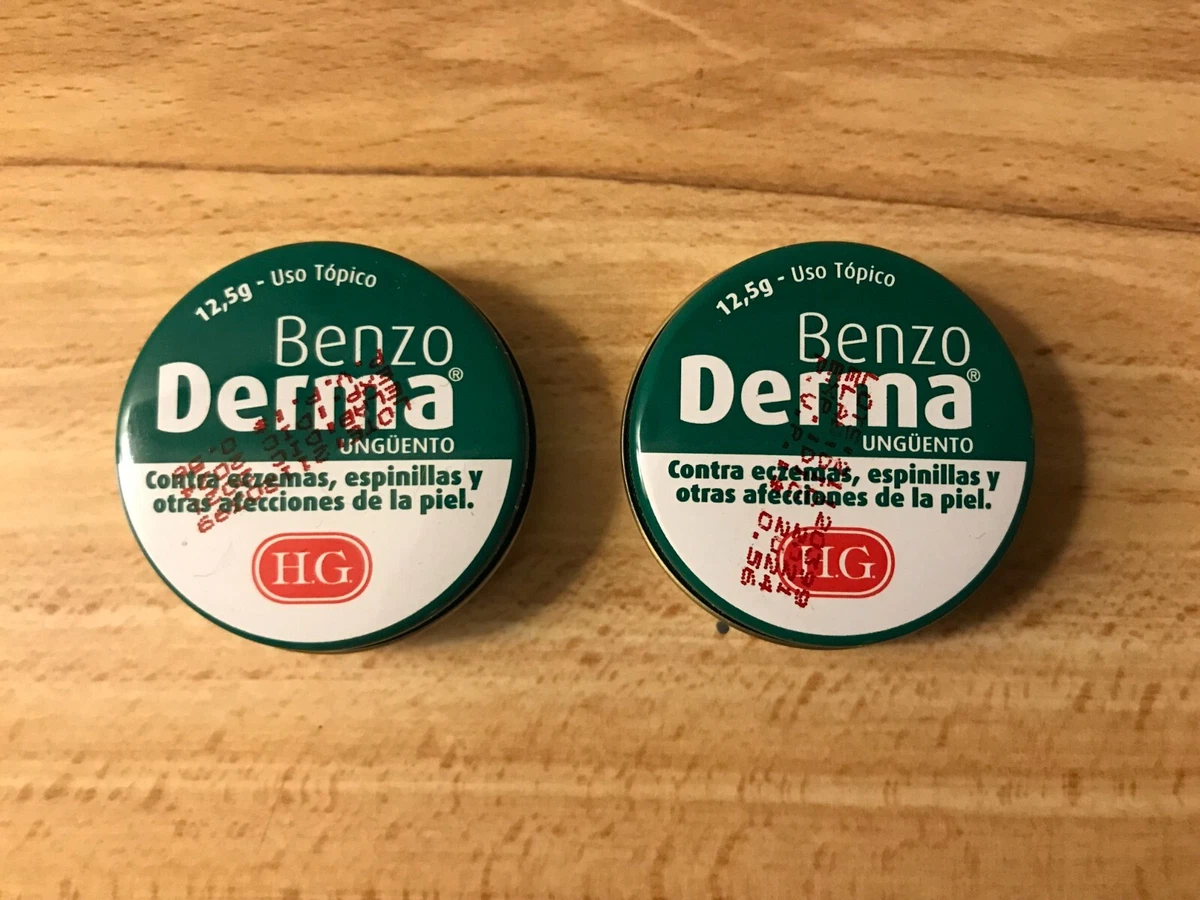 12,5g - Uso Tópico
Benzo
Derma®
UNGÜENTO
Contra eczemas, espinillas y
otras afecciones de la piel.
H.G.
12,5g - Uso Tópico
Benzo
Derma®
UNGÜENTO
Contra eczemas, espinillas y
otras afecciones de la piel.
H.G.